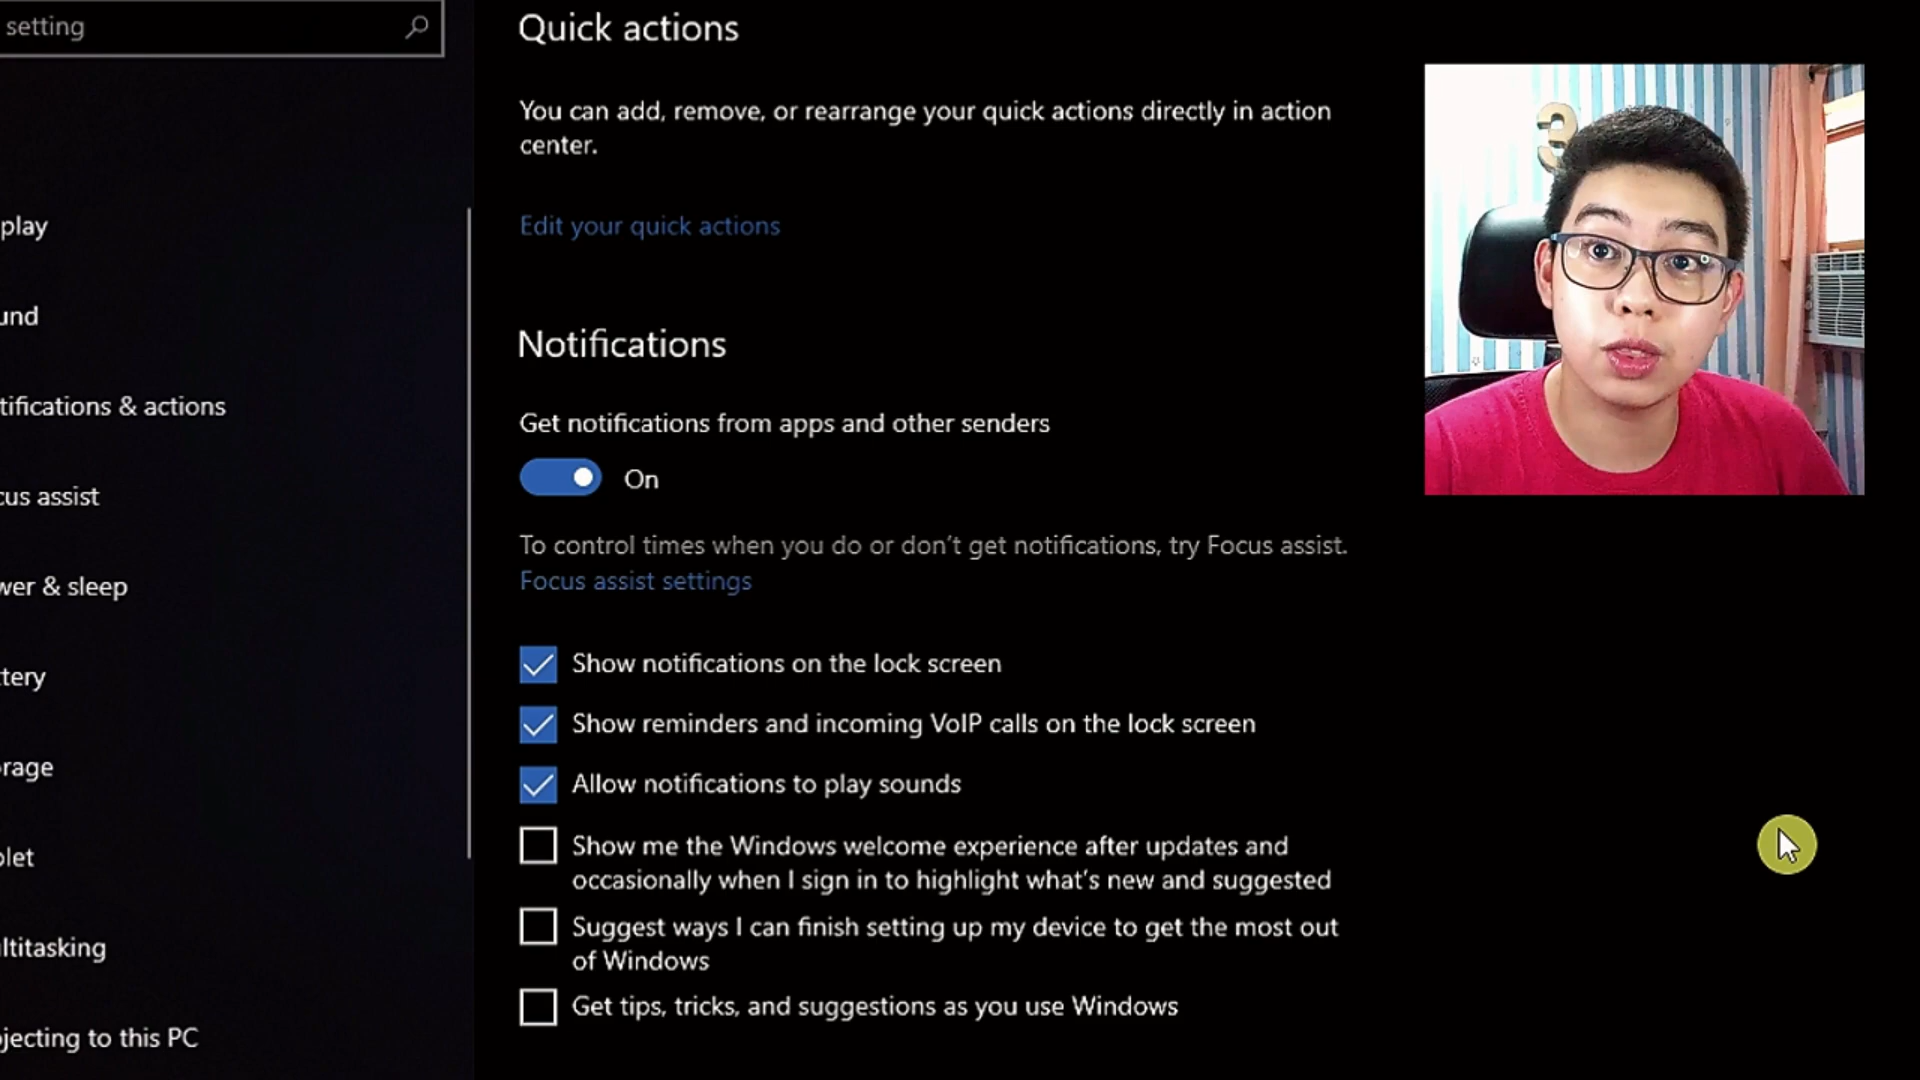 setting
play
und
tifications & actions
cus assist
wer & sleep
tery
rage
olet
ltitasking
ojecting to this PC
Quick actions
You can add, remove, or rearrange your quick actions directly in action
center.
Edit your quick actions
Notifications
Get notifications from apps and other senders
On
To control times when you do or don't get notifications, try Focus assist.
Focus assist settings
Show notifications on the lock screen
Show reminders and incoming VoIP calls on the lock screen
Allow notifications to play sounds
Show me the Windows welcome experience after updates and
occasionally when I sign in to highlight what's new and suggested
Suggest ways I can finish setting up my device to get the most out
of Windows
Get tips, tricks, and suggestions as you use Windows
3